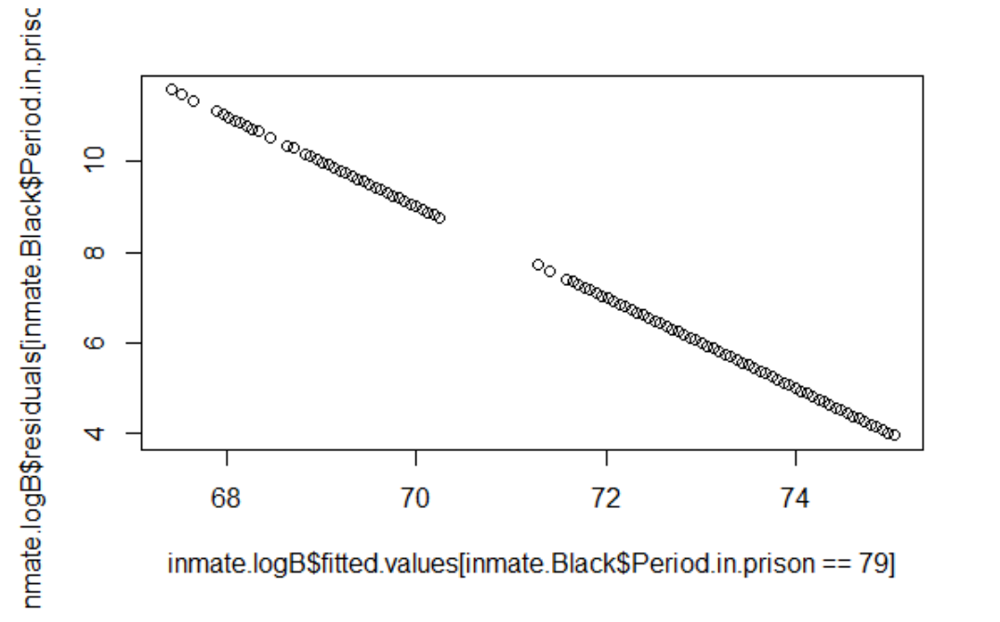 nmate.logB$residuals[inmate.Black$Period.in.prisc
10
8
6
4
68 70 72 74
inmate.logB$fitted.values[inmate.Black$Period.in.prison == 79]